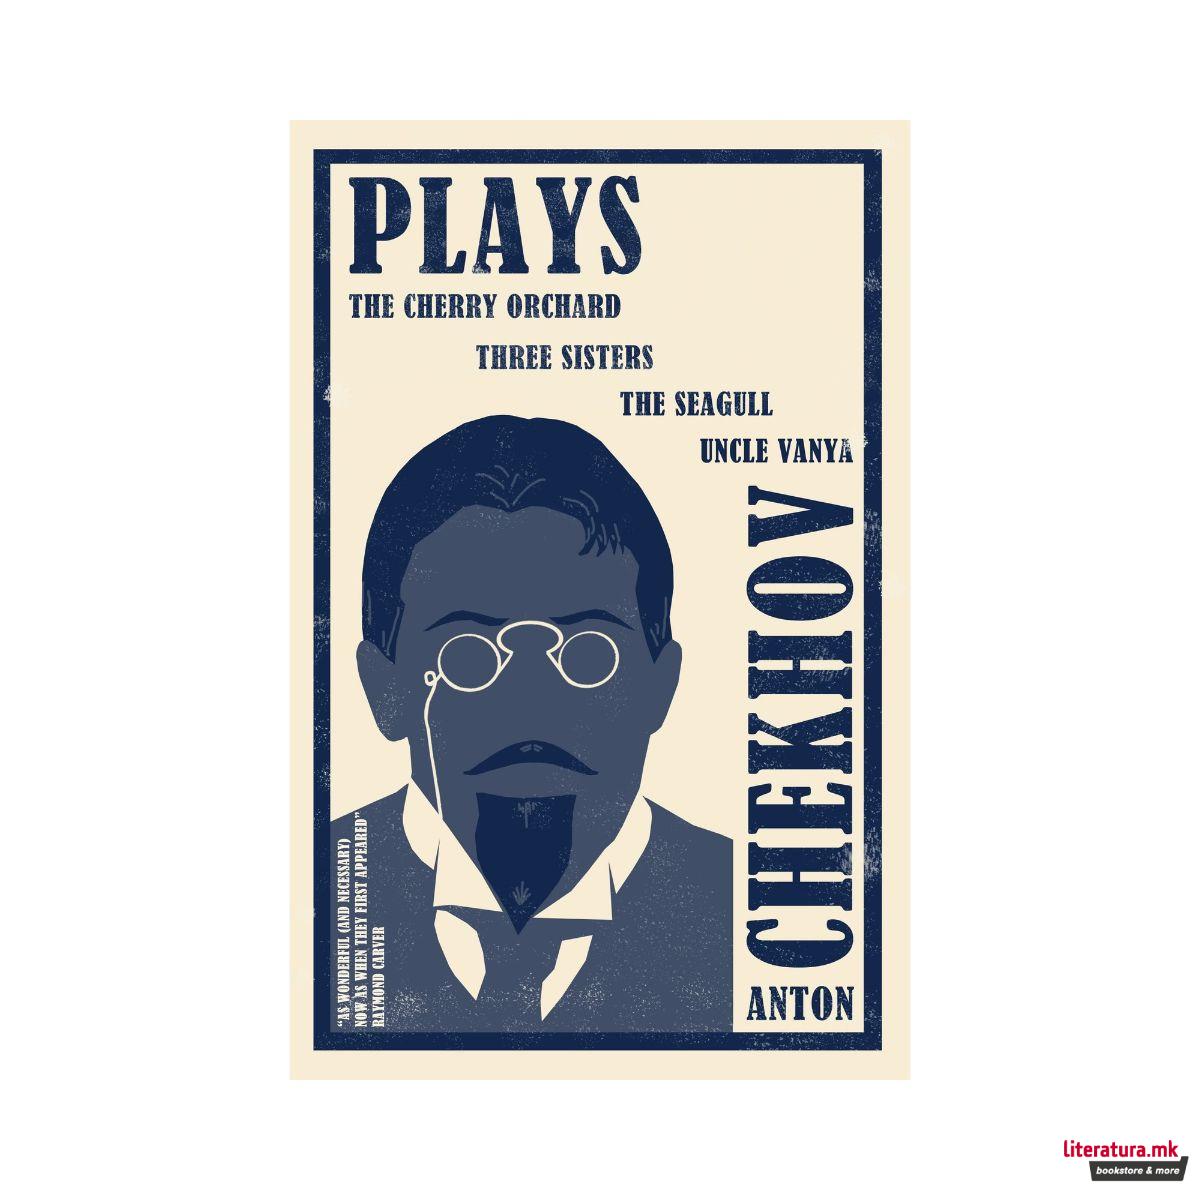 PLAYS
THE CHERRY ORCHARD
THREE SISTERS
THE SEAGULL
UNCLE VANYA
ANTON
CHEKHOV
“AS WONDERFUL (AND NECESSARY)
NOW AS WHEN THEY FIRST APPEARED”
RAYMOND CARVER
literatura.mk
bookstore & more